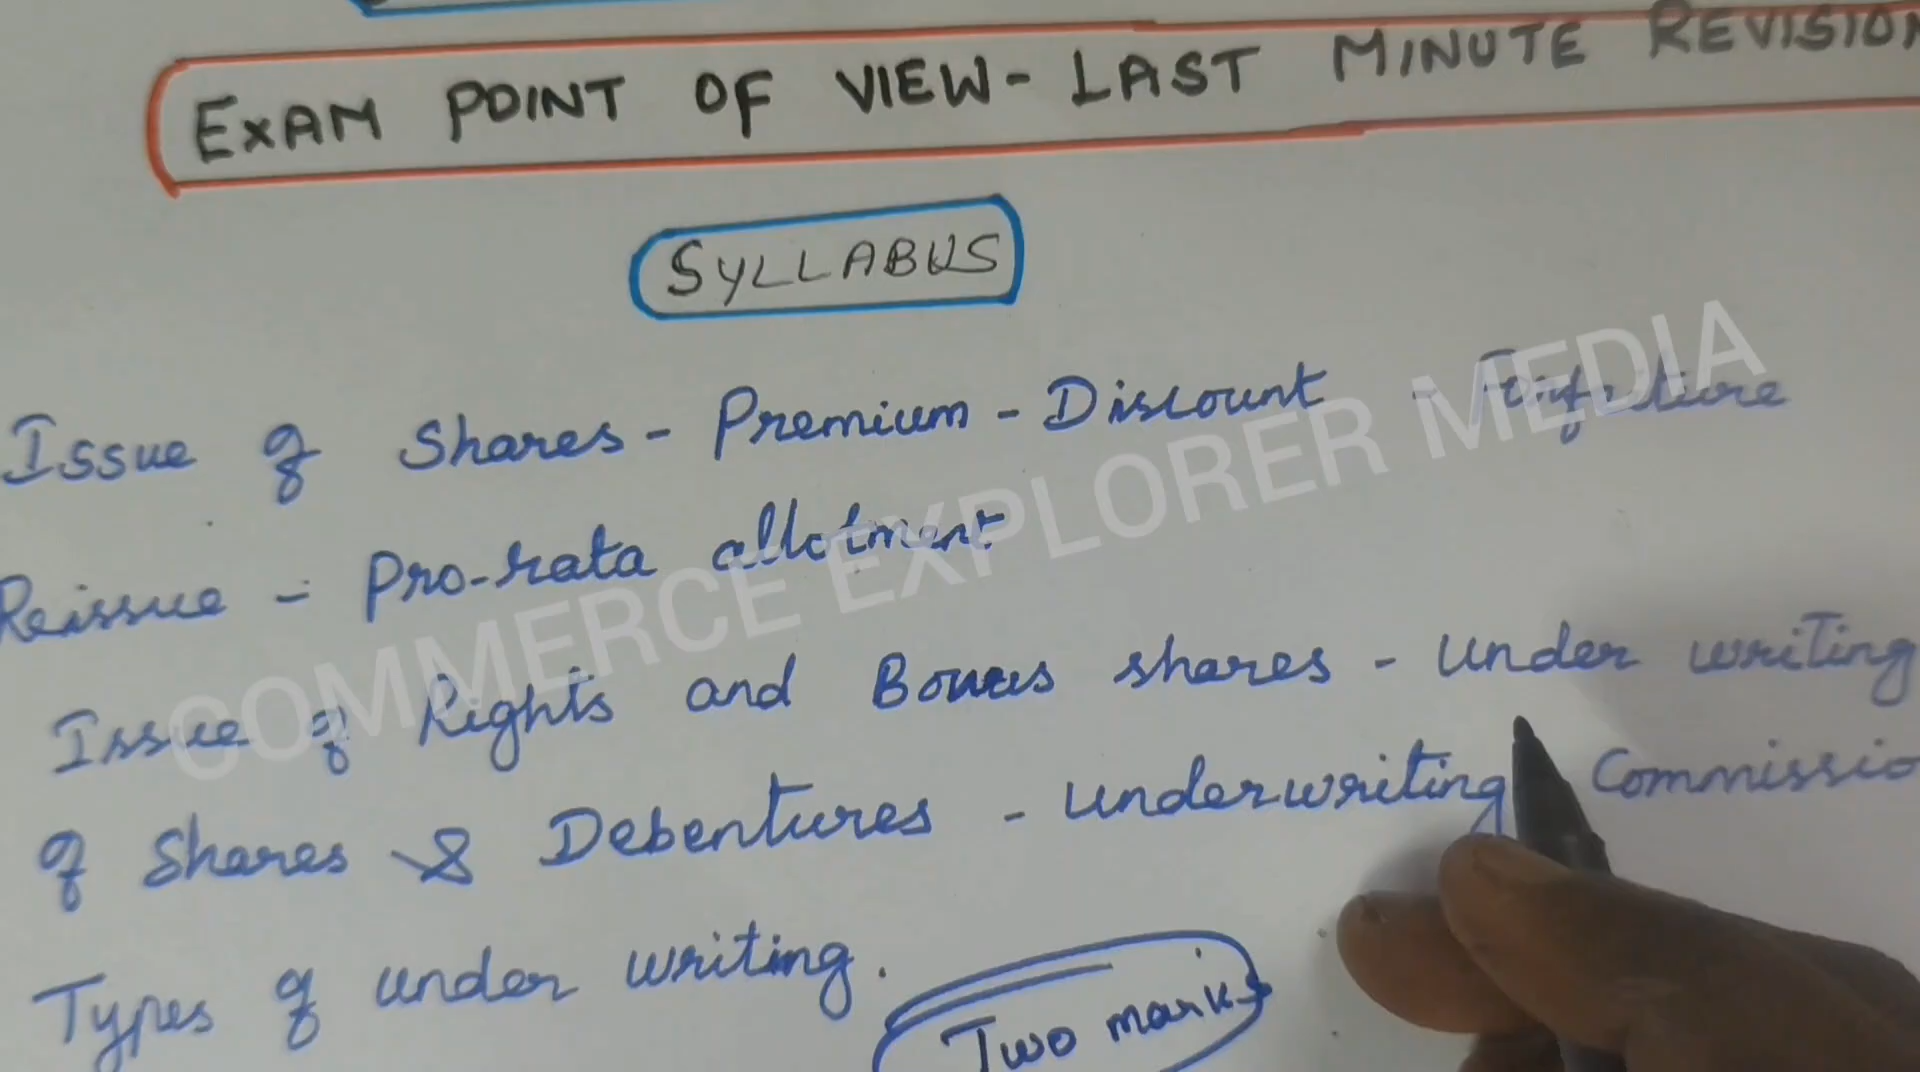 EXAM POINT OF VIEW - LAST MINUTE REVISION
SYLLABUS
Issue of Shares - Premium - Discount - Forfeiture
Reissue - Pro-rata allotment
Issue of Rights and Bonus shares - Under writing
of Shares & Debentures - Underwriting Commissio
Types of under writing.
Two marks
COMMERCE EXPLORER MEDIA